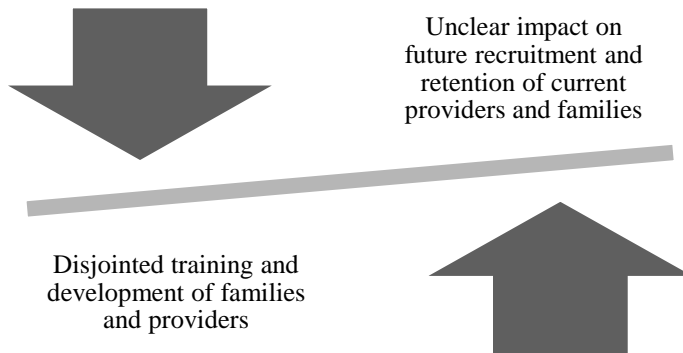 Unclear impact on
future recruitment and
retention of current
providers and families
Disjointed training and
development of families
and providers